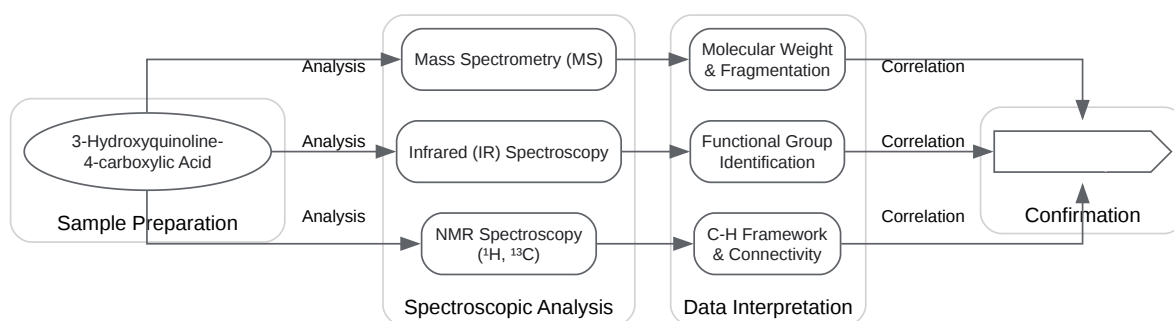 3-Hydroxyquinoline-
4-carboxylic Acid
Sample Preparation
Analysis
Analysis
Analysis
Mass Spectrometry (MS)
Infrared (IR) Spectroscopy
NMR Spectroscopy
(¹H, ¹³C)
Spectroscopic Analysis
Molecular Weight
& Fragmentation
Functional Group
Identification
C-H Framework
& Connectivity
Data Interpretation
Correlation
Correlation
Correlation
Confirmation